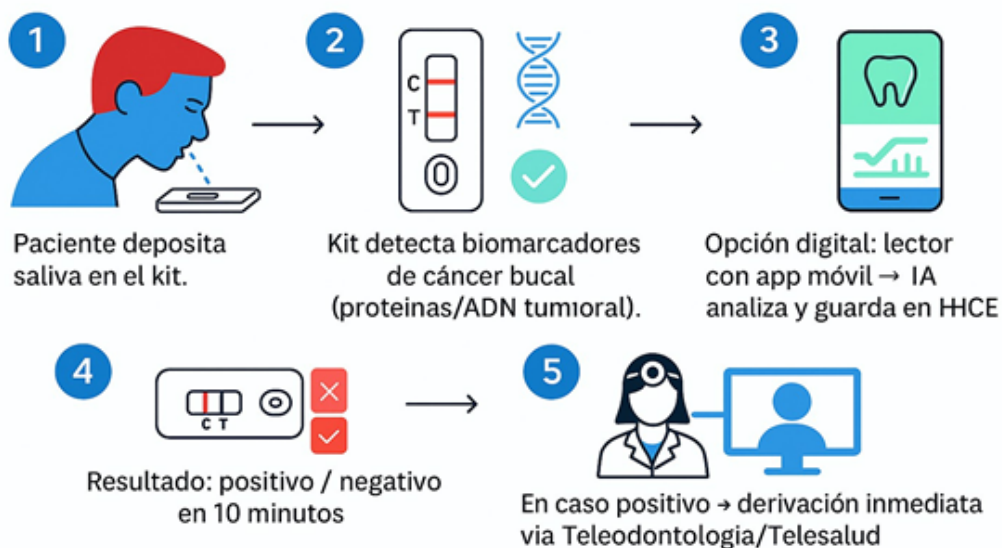 1
2
3
C
T
Paciente deposita
saliva en el kit.
Kit detecta biomarcadores
de cáncer bucal
(proteinas/ADN tumoral).
Opción digital: lector
con app móvil → IA
analiza y guarda en HHCE
4
5
C T
Resultado: positivo / negativo
en 10 minutos
En caso positivo → derivación inmediata
via Teleodontologia/Telesalud